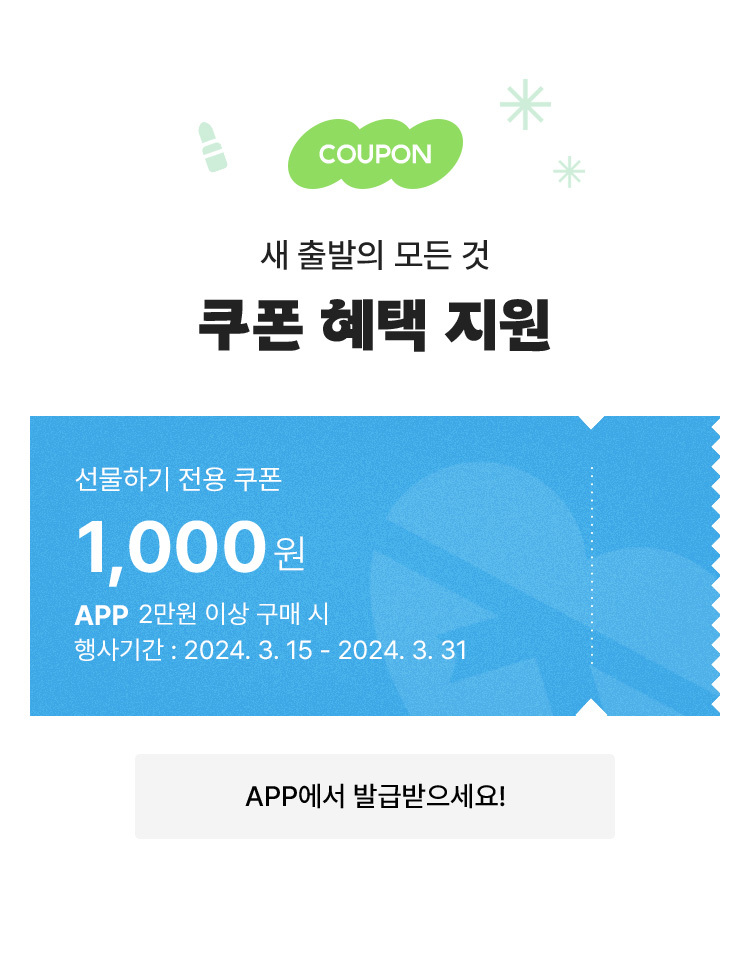 COUPON
새 출발의 모든 것
쿠폰 혜택 지원
선물하기 전용 쿠폰
1,000원
APP 2만원 이상 구매 시
행사기간 : 2024. 3. 15 - 2024. 3. 31
APP에서 발급받으세요!